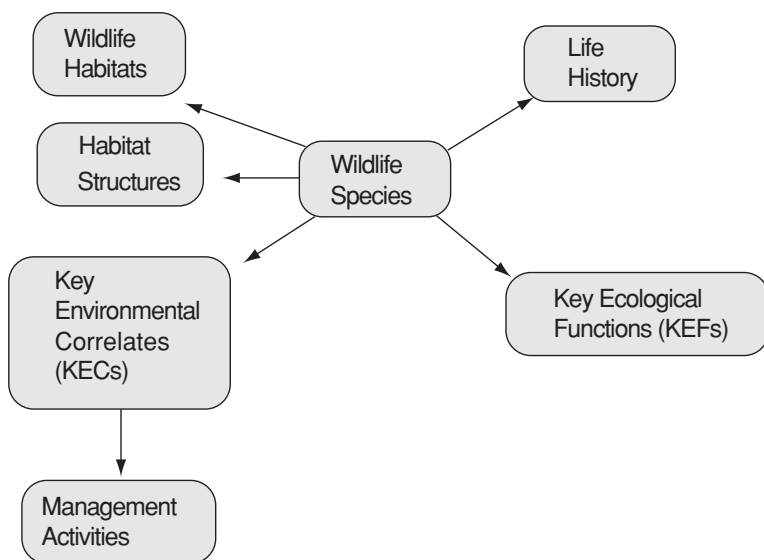 Wildlife
Habitats
Life
History
Habitat
Structures
Wildlife
Species
Key
Environmental
Correlates
(KECs)
Key Ecological
Functions (KEFs)
Management
Activities